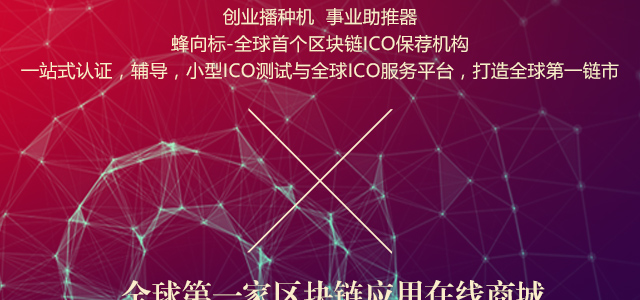 创业播种机 事业助推器
蜂向标-全球首个区块链ICO保荐机构
一站式认证，辅导，小型ICO测试与全球ICO服务平台，打造全球第一链市
全球第一家区块链应用在线商城